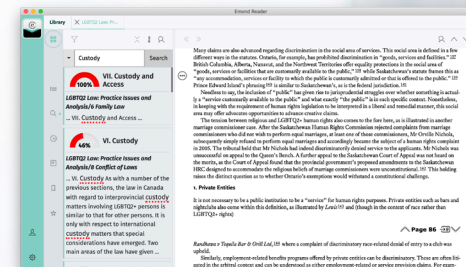 Emond Reader
Library
LGBTQ2 Law: Pr...
Custody
Search
100%
VII. Custody and
Access
LGBTQ2 Law: Practice Issues and
Analysis/6 Family Law
... VII. Custody and Access ...
46%
VI. Custody
LGBTQ2 Law: Practice Issues and
Analysis/8 Conflict of Laws
... VI. Custody As with a number of the
previous sections, the law in Canada
with regard to interprovincial custody
matters involving LGBTQ2+ persons is
similar to that for other persons. It is
only with respect to international
custody matters that special
considerations have emerged. Two
main areas of the law have given ...
Many claims are also advanced regarding discrimination in the social area of services. This social area is defined in a few
different ways in the statutes. Ontario, for example, has prohibited discrimination in "goods, services and facilities."
British Columbia, Alberta, Nunavut, and the Northwest Territories offer equality protections in the social area of
"goods, services or facilities that are customarily available to the public," while Saskatchewan's statute frames this as
"any accommodation, services or facility to which the public is customarily admitted or that is offered to the public."
Prince Edward Island's phrasing is similar to Saskatchewan's, as is the federal jurisdiction.
Needless to say, the inclusion of "public" has given rise to jurisprudential struggles over whether something is actual-
ly a "service customarily available to the public" and what exactly "the public" is in each specific context. Nonetheless,
in keeping with the requirement of human rights legislation to be interpreted in a liberal and remedial manner, this social
area may offer advocates opportunities to advance creative claims.
The tension between religious and LGBTQ2+ human rights also comes to the fore here, as is illustrated in another
marriage commissioner case. After the Saskatchewan Human Rights Commission rejected complaints from marriage
commissioners who did not wish to perform equal marriages, at least one of those commissioners, Mr Orville Nichols,
subsequently simply refused to perform equal marriages and accordingly became the subject of a human rights complaint
in 2005. The tribunal held that Mr Nichols had indeed discriminatorily denied service to the applicants. Mr Nichols was
unsuccessful on appeal to the Queen's Bench. A further appeal to the Saskatchewan Court of Appeal was not heard on
the merits, as the Court of Appeal found that the provincial government's proposed amendments to the Saskatchewan
HRC designed to accommodate the religious beliefs of marriage commissioners were unconstitutional. This holding
raises the distinct question as to whether Ontario's exemptions would withstand a constitutional challenge.
1. Private Entities
It is not necessary to be a public institution to be a "service" for human rights purposes. Private entities such as bars and
nightclubs also come within this definition, as illustrated by Lewis (and though in the context of race rather than
LGBTQ2+ rights)
Page 86
Randhawa v Tequila Bar & Grill Ltd, where a complaint of discriminatory race-related denial of entry to a club was
upheld.
Similarly, employment-related benefits programs offered by private entities can be discriminatory. These are often liti-
gated in the arbitral context and can be understood as either employment-related or service provision claims. For exam-